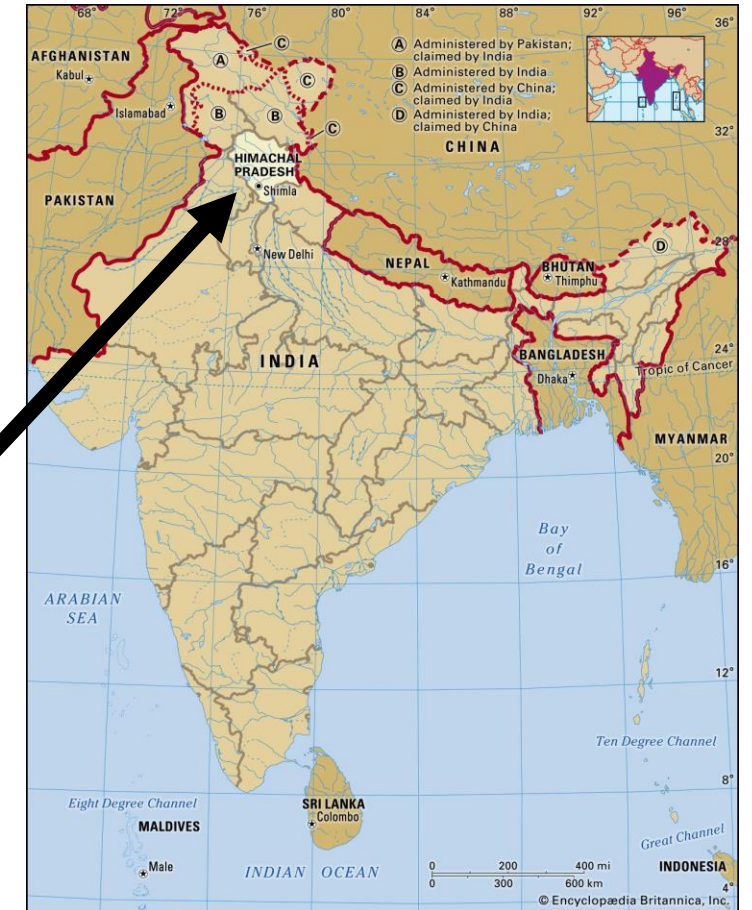 68°
72°
76°
80°
84°
88°
92°
96°
36°
AFGHANISTAN
Kabul
Islamabad
PAKISTAN
A
C
C
B
B
C
A Administered by Pakistan;
claimed by India
B Administered by India
C Administered by China;
claimed by India
D Administered by India;
claimed by China
32°
CHINA
HIMACHAL
PRADESH
Shimla
New Delhi
NEPAL
Kathmandu
BHUTAN
Thimphu
D
28°
INDIA
BANGLADESH
Dhaka
24°
Tropic of Cancer
MYANMAR
20°
Bay
of
Bengal
16°
ARABIAN
SEA
12°
Ten Degree Channel
8°
Eight Degree Channel
MALDIVES
Male
SRI LANKA
Colombo
Great Channel
INDIAN OCEAN
0 200 400 mi
0 300 600 km
INDONESIA
4°
© Encyclopædia Britannica, Inc.